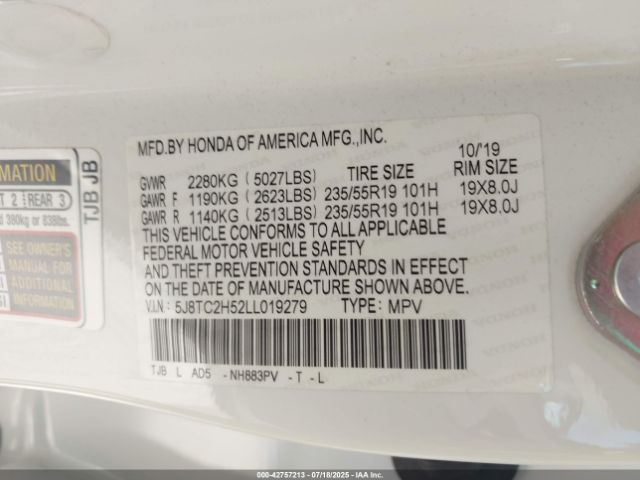 MFD.BY HONDA OF AMERICA MFG.,INC. 10/'19
GVWR 2280KG (5027LBS) TIRE SIZE RIM SIZE
GAWR F 1190KG (2623LBS) 235/55R19 101H 19X8.0J
GAWR R 1140KG (2513LBS) 235/55R19 101H 19X8.0J
THIS VEHICLE CONFORMS TO ALL APPLICABLE
FEDERAL MOTOR VEHICLE SAFETY
AND THEFT PREVENTION STANDARDS IN EFFECT
ON THE DATE OF MANUFACTURE SHOWN ABOVE.
V.I.N.: 5J8TC2H52LL019279 TYPE: MPV
TJB L AD5 -NH883PV -T -L
2 REAR 3
380kg or 838lbs.
SEE OWNER'S
MANUAL FOR
ADDITIONAL
INFORMATION
TJB JB
000-42757213 - 07/18/2025 - IAA Inc.